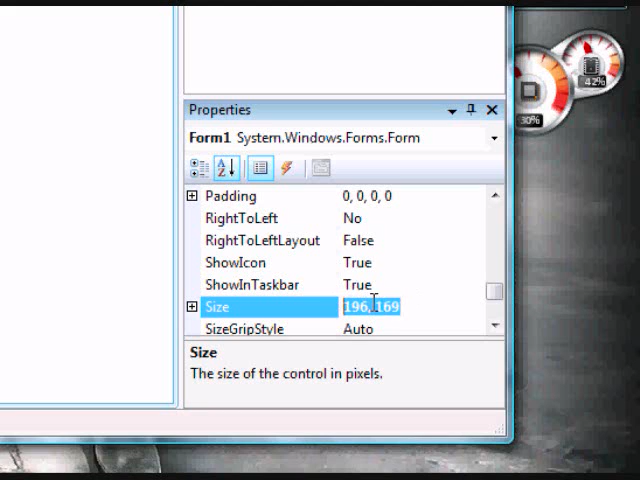 Properties
Form1 System.Windows.Forms.Form
Padding 0, 0, 0, 0
RightToLeft No
RightToLeftLayout False
ShowIcon True
ShowInTaskbar True
Size 196, 169
SizeGripStyle Auto
Size
The size of the control in pixels.
42%
30%